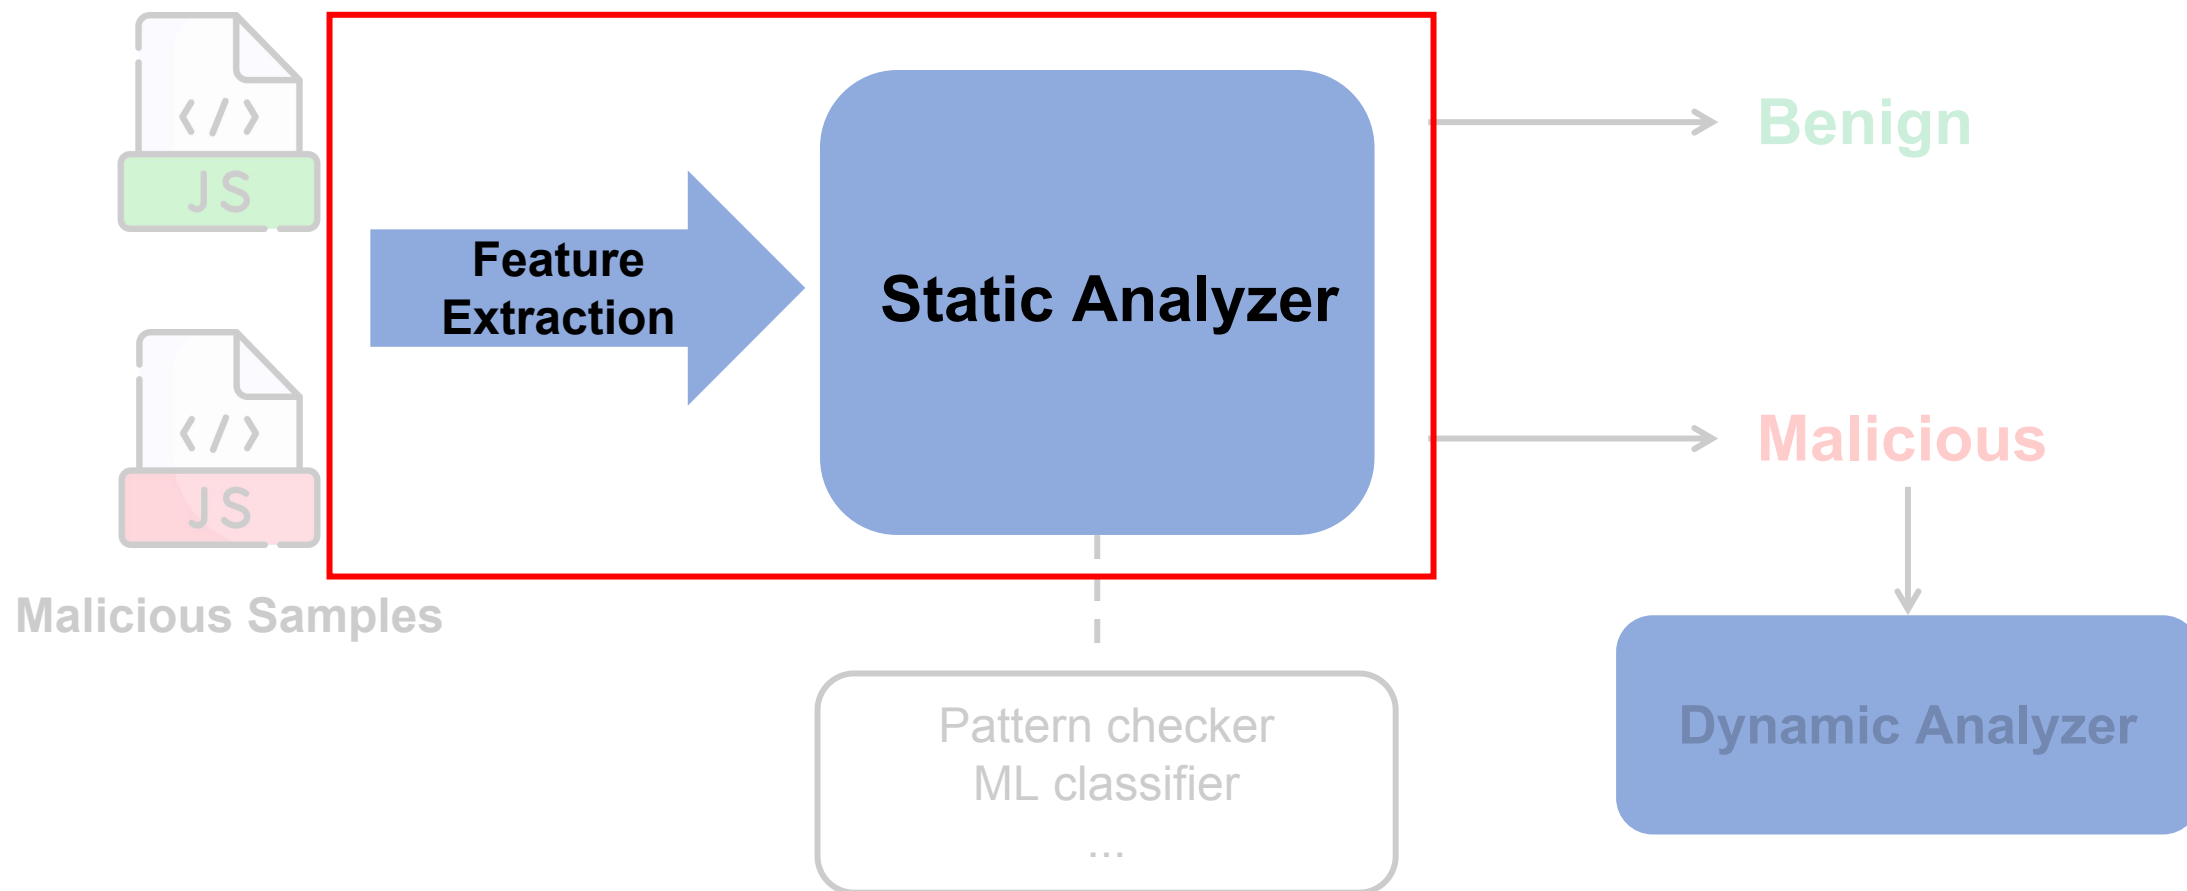 </>
JS
Feature
Extraction
Static Analyzer
Benign
</>
JS
Malicious
Malicious Samples
Pattern checker
ML classifier
...
Dynamic Analyzer